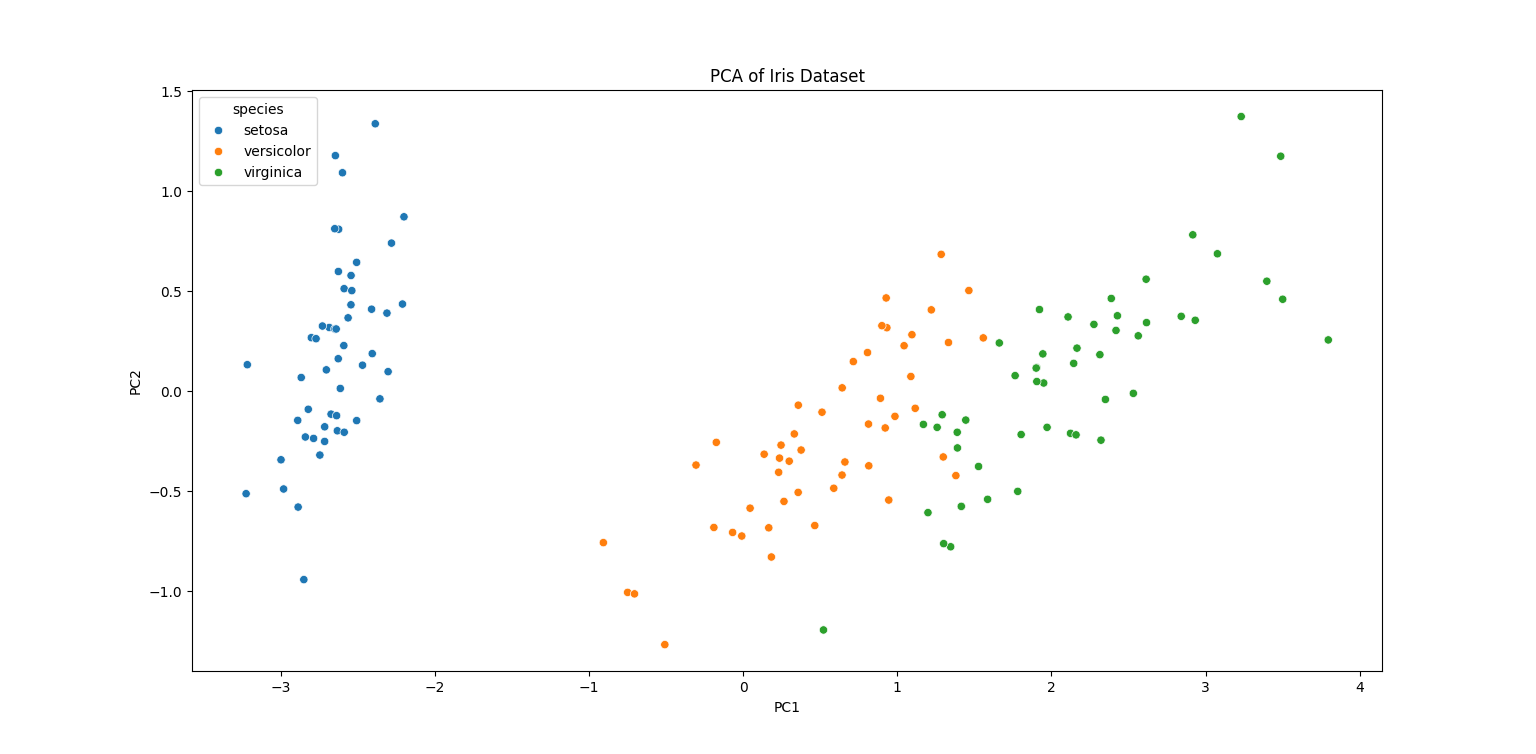 PCA of Iris Dataset
species
setosa
versicolor
virginica
PC2
1.5
1.0
0.5
0.0
−0.5
−1.0
−3 −2 −1 0 1 2 3 4
PC1